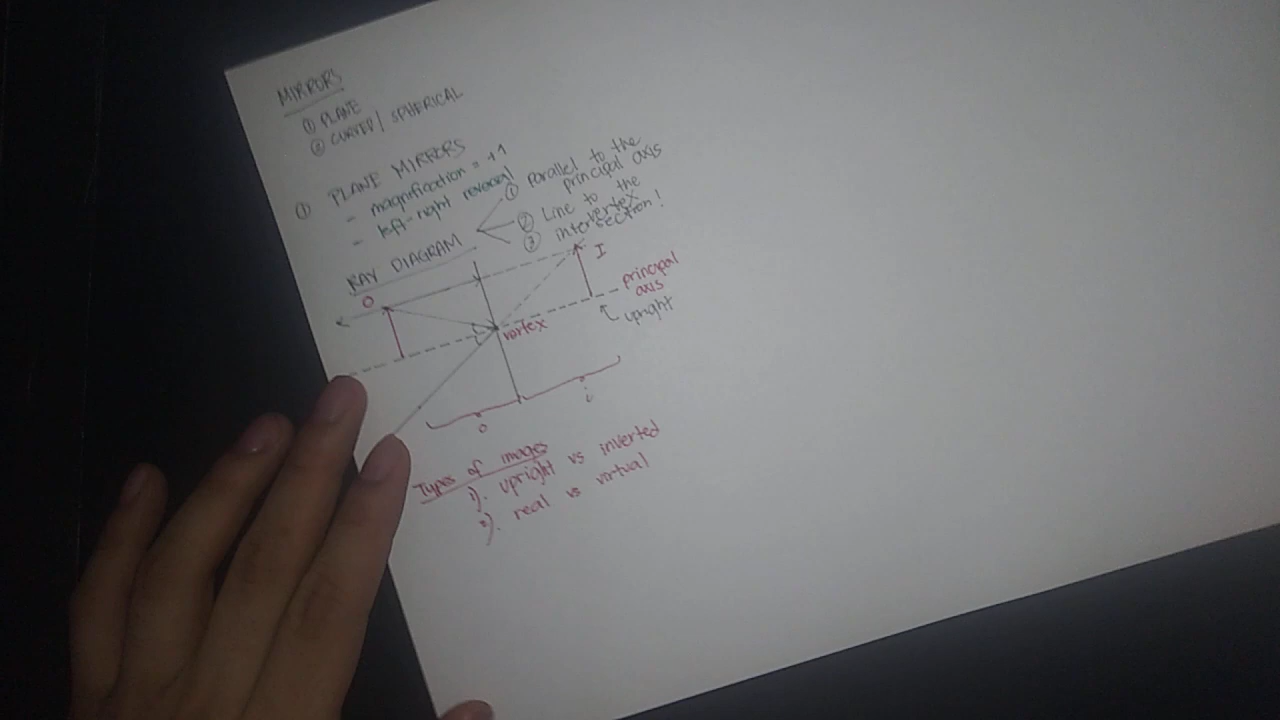 MIRRORS
① PLANE
② CURVED / SPHERICAL
① PLANE MIRRORS
- magnification = +1
- left-right reversal
RAY DIAGRAM
① Parallel to the
principal axis
② Line to the
vertex
③ intersection!
O
I
principal
axis
upright
vortex
o
i
Types of images
1). upright vs inverted
2). real vs virtual